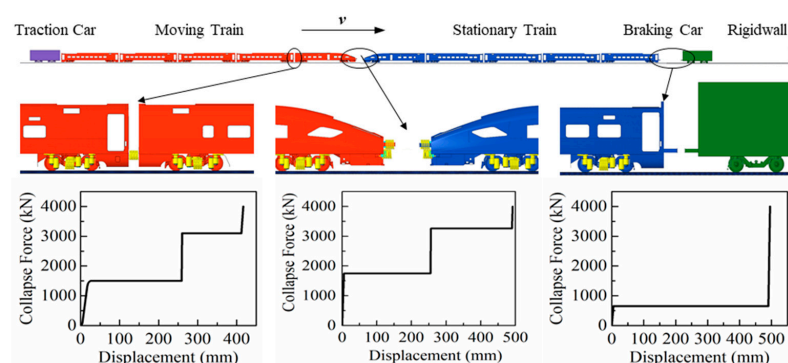 v
Traction Car Moving Train Stationary Train Braking Car Rigidwall
4000
3000
2000
1000
0
Collapse Force (kN)
0 100 200 300 400
Displacement (mm)
4000
3000
2000
1000
0
Collapse Force (kN)
0 100 200 300 400 500
Displacement (mm)
4000
3000
2000
1000
0
Collapse Force (kN)
0 100 200 300 400 500
Displacement (mm)